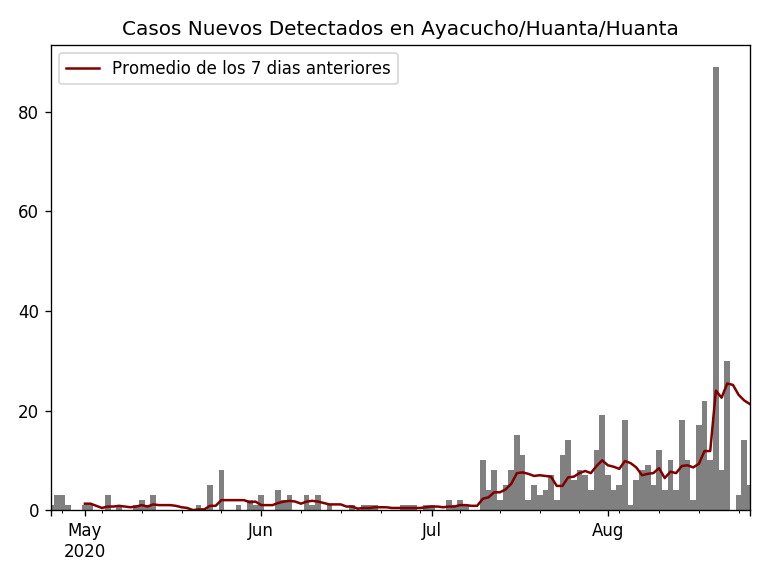 Casos Nuevos Detectados en Ayacucho/Huanta/Huanta
Promedio de los 7 dias anteriores
80
60
40
20
0
May Jun Jul Aug
2020